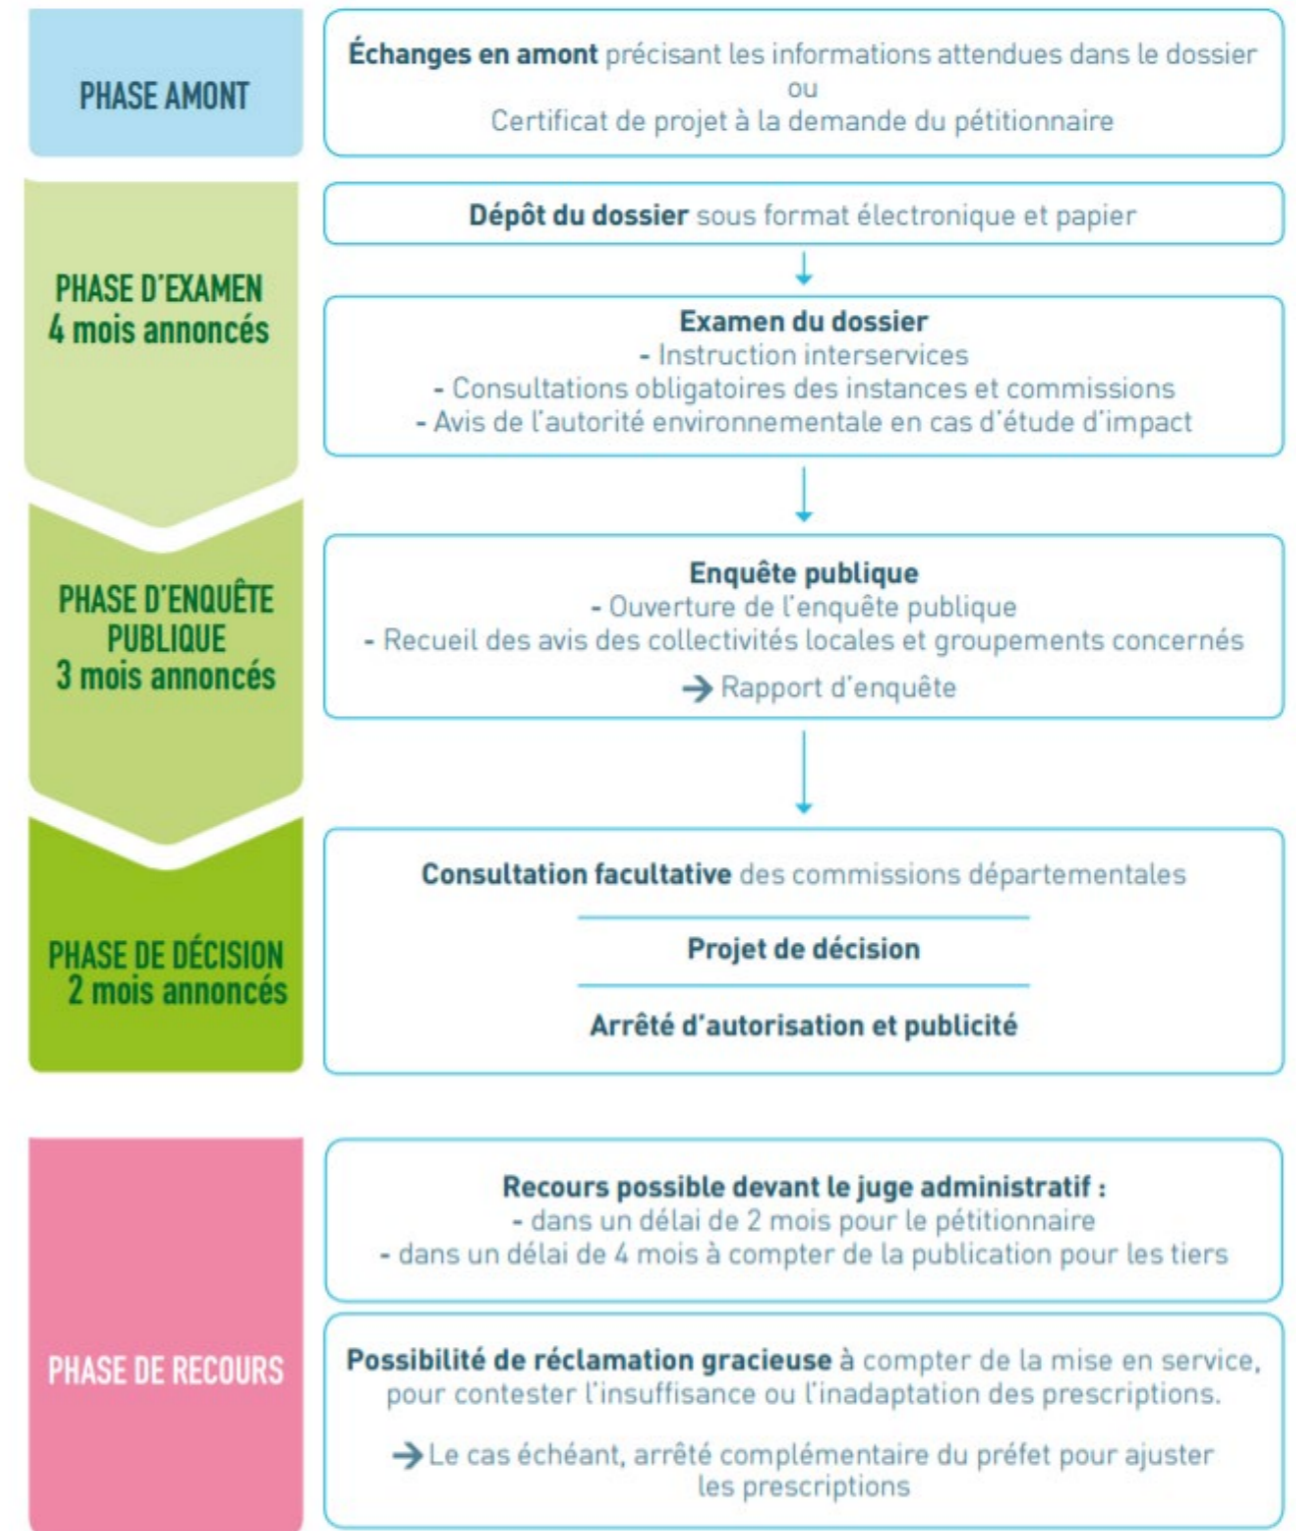 PHASE AMONT
Échanges en amont précisant les informations attendues dans le dossier
ou
Certificat de projet à la demande du pétitionnaire
PHASE D'EXAMEN
4 mois annoncés
Dépôt du dossier sous format électronique et papier
Examen du dossier
- Instruction interservices
- Consultations obligatoires des instances et commissions
- Avis de l'autorité environnementale en cas d'étude d'impact
PHASE D'ENQUÊTE
PUBLIQUE
3 mois annoncés
Enquête publique
- Ouverture de l'enquête publique
- Recueil des avis des collectivités locales et groupements concernés
→ Rapport d'enquête
PHASE DE DÉCISION
2 mois annoncés
Consultation facultative des commissions départementales
Projet de décision
Arrêté d'autorisation et publicité
PHASE DE RECOURS
Recours possible devant le juge administratif :
- dans un délai de 2 mois pour le pétitionnaire
- dans un délai de 4 mois à compter de la publication pour les tiers
Possibilité de réclamation gracieuse à compter de la mise en service,
pour contester l'insuffisance ou l'inadaptation des prescriptions.
→ Le cas échéant, arrêté complémentaire du préfet pour ajuster
les prescriptions